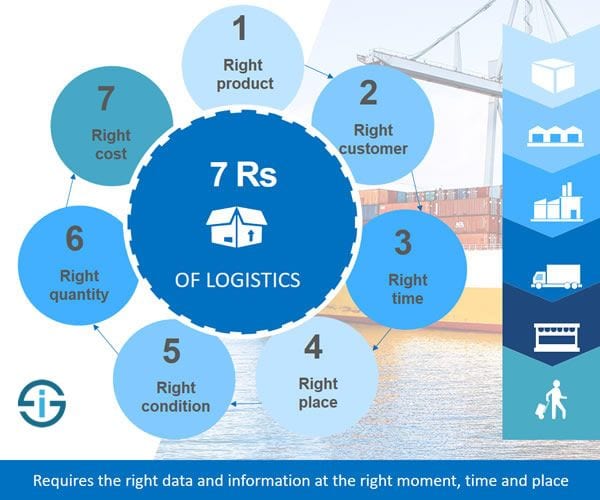 1
Right
product
2
Right
customer
3
Right
time
4
Right
place
5
Right
condition
6
Right
quantity
7
Right
cost
7 Rs
OF LOGISTICS
Requires the right data and information at the right moment, time and place